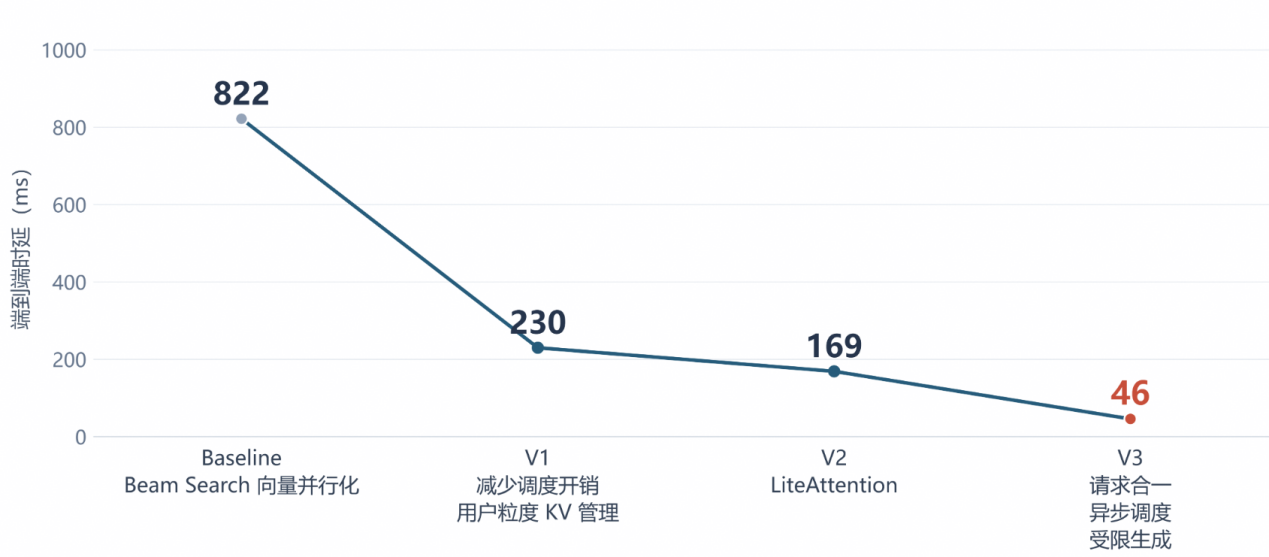 1000
822
800
端到端时延（ms）
600
400
230
200
169
46
0
Baseline
Beam Search 向量并行化
V1
减少调度开销
用户粒度 KV 管理
V2
LiteAttention
V3
请求合一
异步调度
受限生成